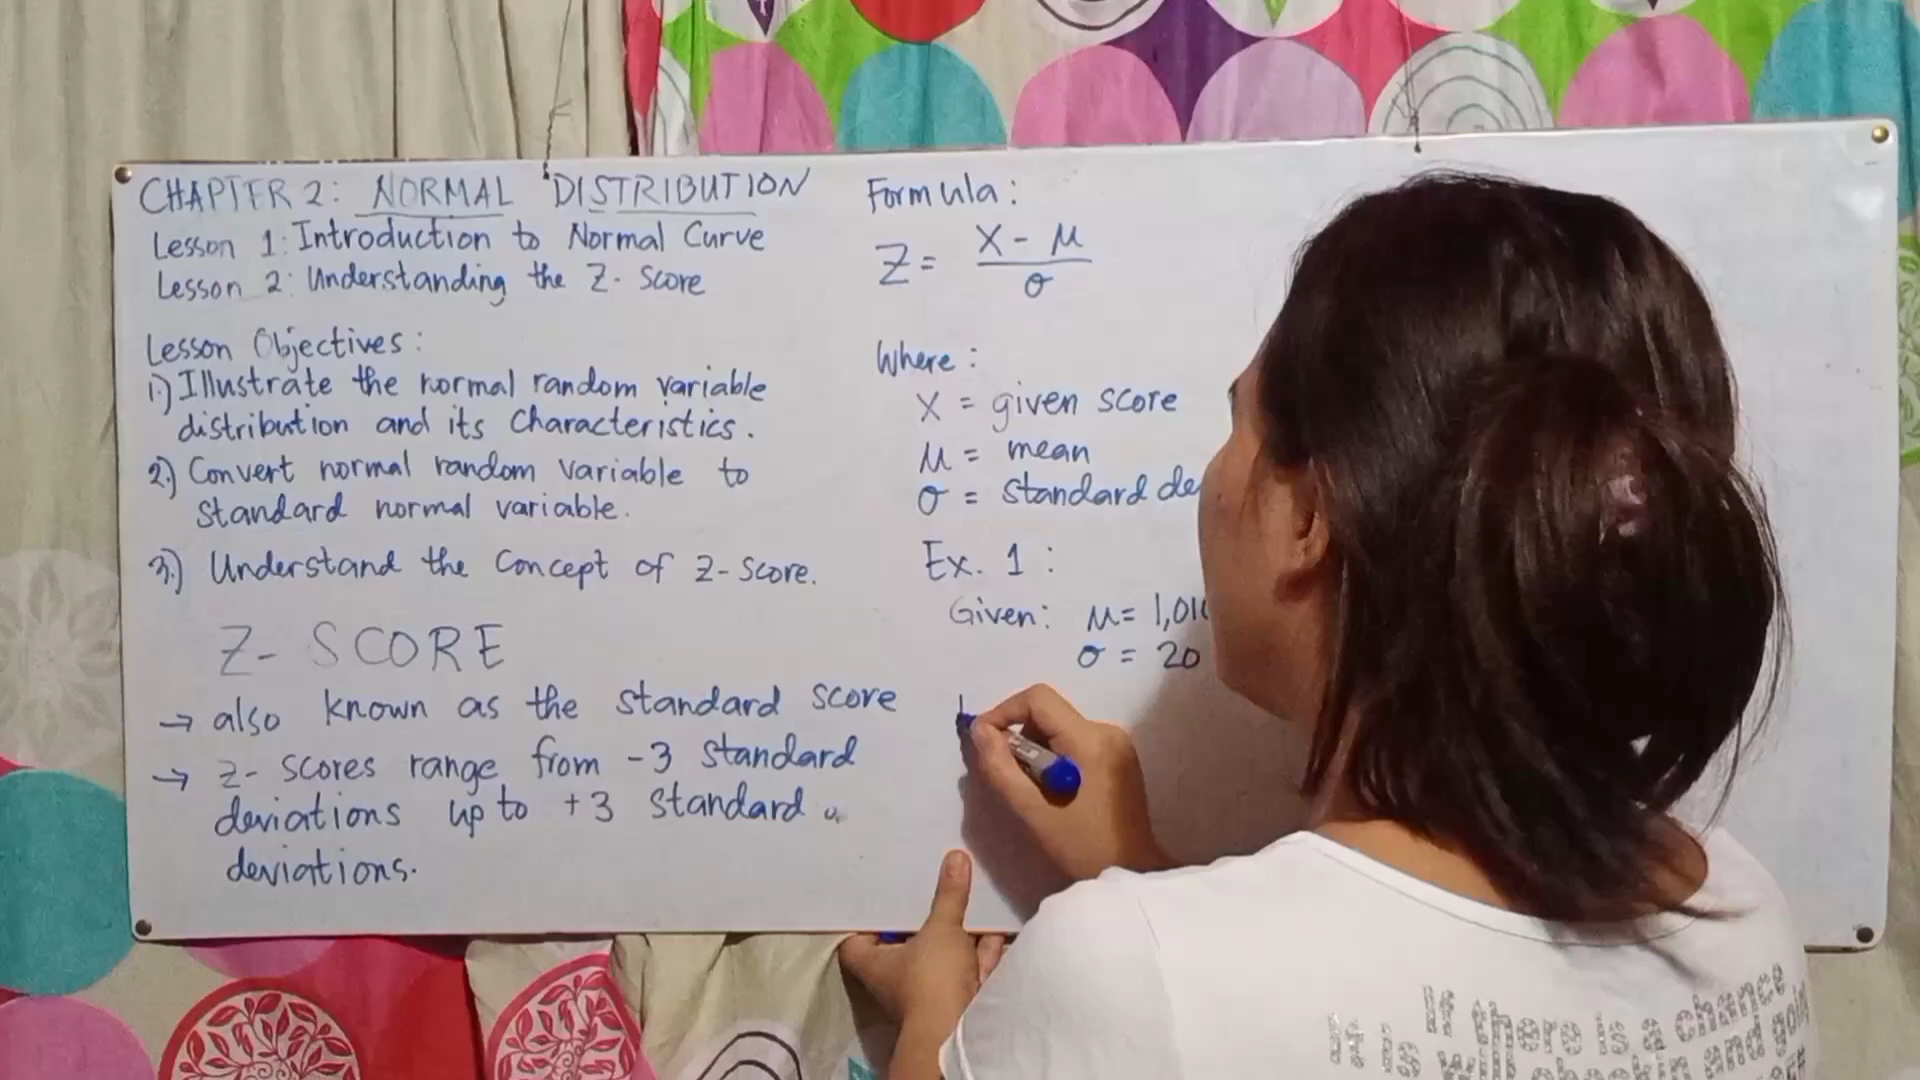 CHAPTER 2: NORMAL DISTRIBUTION
Lesson 1: Introduction to Normal Curve
Lesson 2: Understanding the Z-Score
Lesson Objectives:
1.) Illustrate the normal random variable
distribution and its characteristics.
2.) Convert normal random variable to
standard normal variable.
3.) Understand the concept of z-score.
Z-SCORE
→ also known as the standard score
→ z-scores range from -3 standard
deviations up to +3 standard
deviations.
Formula:
Z = X - μ
σ
Where:
X = given score
μ = mean
σ = standard
Ex. 1:
Given: μ =
σ = 20
is a chance
and